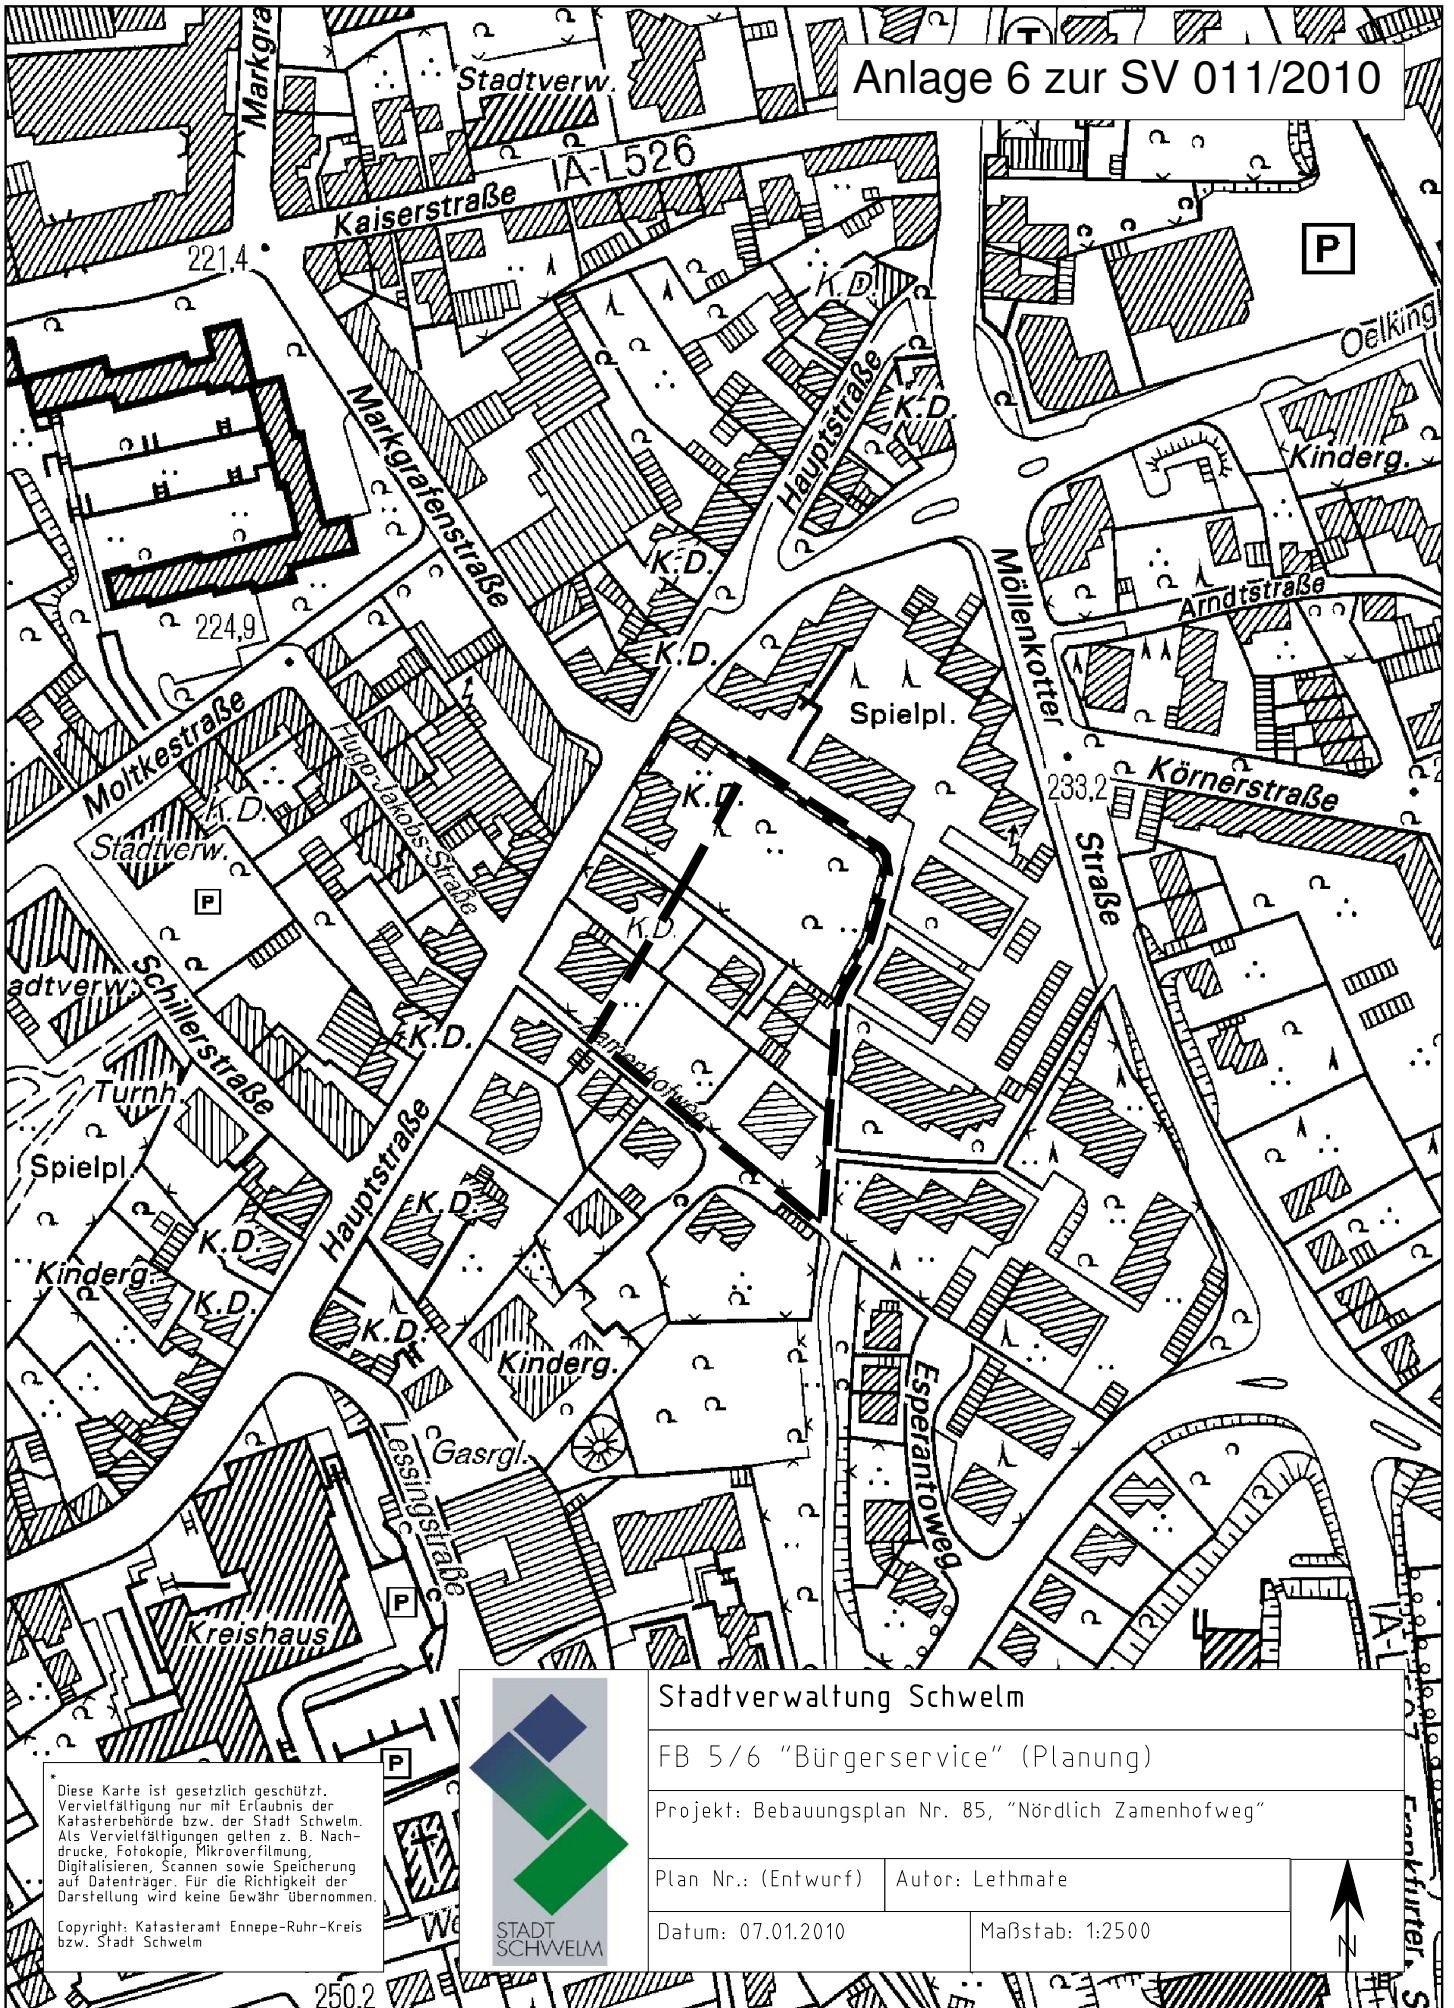 Markgra
Stadtverw.
T
Anlage 6 zur SV 011/2010
IA-L526
Kaiserstraße
221,4
P
K.D.
Oelking
Hauptstraße
K.D.
Kinderg.
Markgrafenstraße
K.D.
Möllenkotter
Arndtstraße
224,9
K.D.
Spielpl.
Moltkestraße
Hugo-Jakobs-Straße
233,2
Körnerstraße
K.D.
K.D.
Stadtverw.
Straße
P
K.D.
adtverw.
Schillerstraße
K.D.
Zamenhofweg
Turnh.
Hauptstraße
Spielpl.
K.D.
K.D.
Kinderg.
K.D.
K.D.
Kinderg.
Esperantoweg
Lessingstraße
Gasrgl.
P
Kreishaus
IA-L
P
Frankfurter
250,2
* Diese Karte ist gesetzlich geschützt.
Vervielfältigung nur mit Erlaubnis der
Katasterbehörde bzw. der Stadt Schwelm.
Als Vervielfältigungen gelten z. B. Nach-
drucke, Fotokopie, Mikroverfilmung,
Digitalisieren, Scannen sowie Speicherung
auf Datenträger. Für die Richtigkeit der
Darstellung wird keine Gewähr übernommen.
Copyright: Katasteramt Ennepe-Ruhr-Kreis
bzw. Stadt Schwelm
STADT
SCHWELM
Stadtverwaltung Schwelm
FB 5/6 "Bürgerservice" (Planung)
Projekt: Bebauungsplan Nr. 85, "Nördlich Zamenhofweg"
Plan Nr.: (Entwurf)
Autor: Lethmate
Datum: 07.01.2010
Maßstab: 1:2500
N